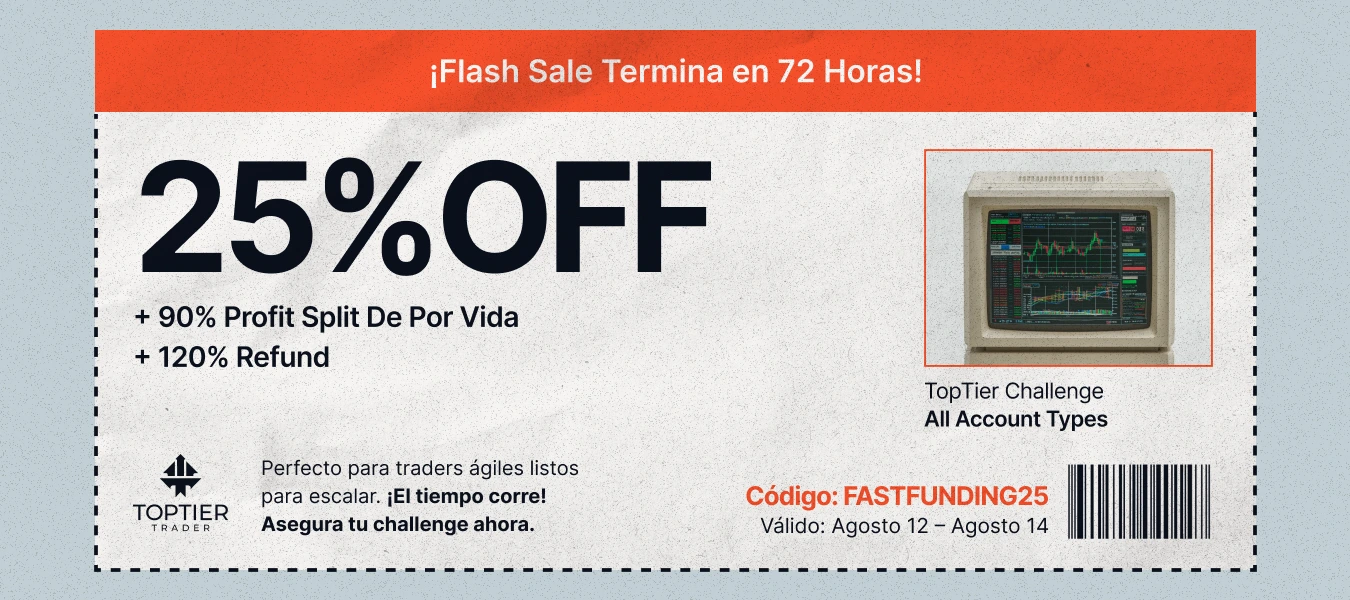 ¡Flash Sale Termina en 72 Horas!
25%OFF
+ 90% Profit Split De Por Vida
+ 120% Refund
TopTier Challenge
All Account Types
TOPTIER
TRADER
Perfecto para traders ágiles listos
para escalar. ¡El tiempo corre!
Asegura tu challenge ahora.
Código: FASTFUNDING25
Válido: Agosto 12 – Agosto 14